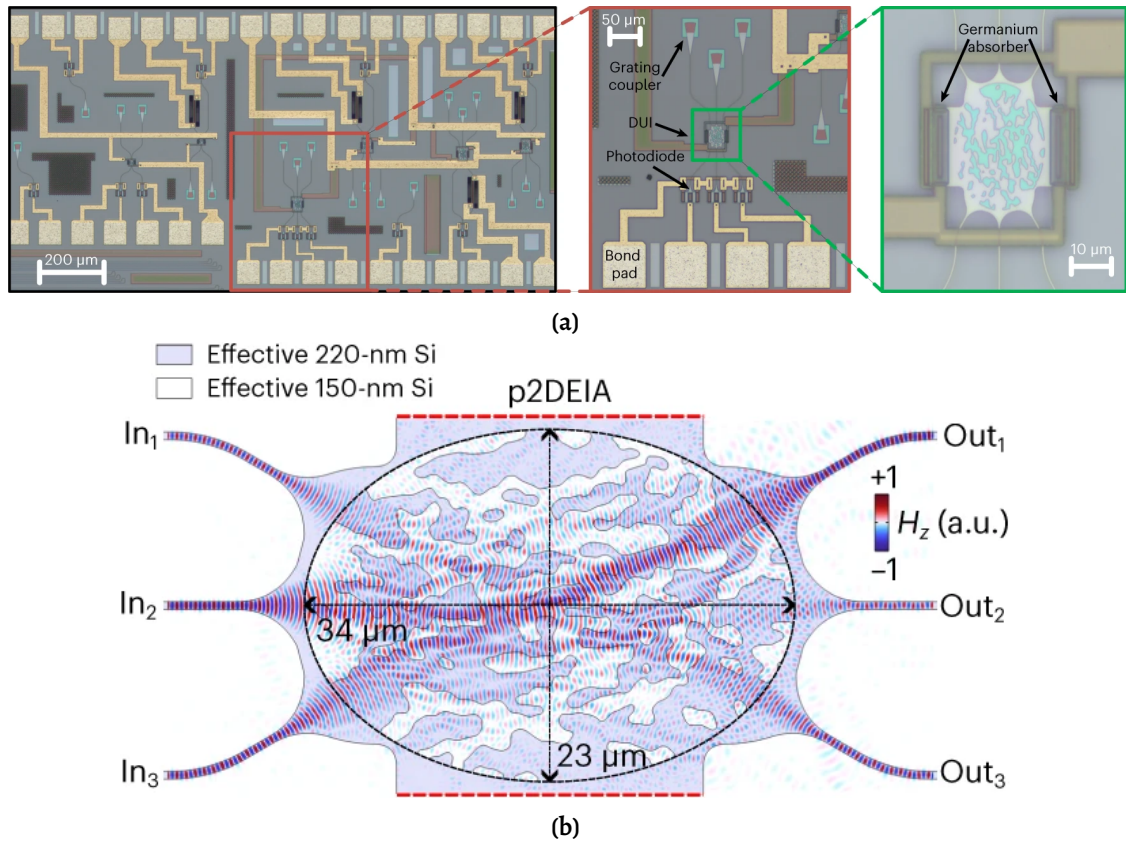 200 μm
50 μm
Grating
coupler
DUI
Photodiode
Bond
pad
Germanium
absorber
10 μm
(a)
Effective 220-nm Si
Effective 150-nm Si
p2DEIA
In1
In2
In3
34 μm
23 μm
Out1
Out2
Out3
+1
Hz (a.u.)
−1
(b)